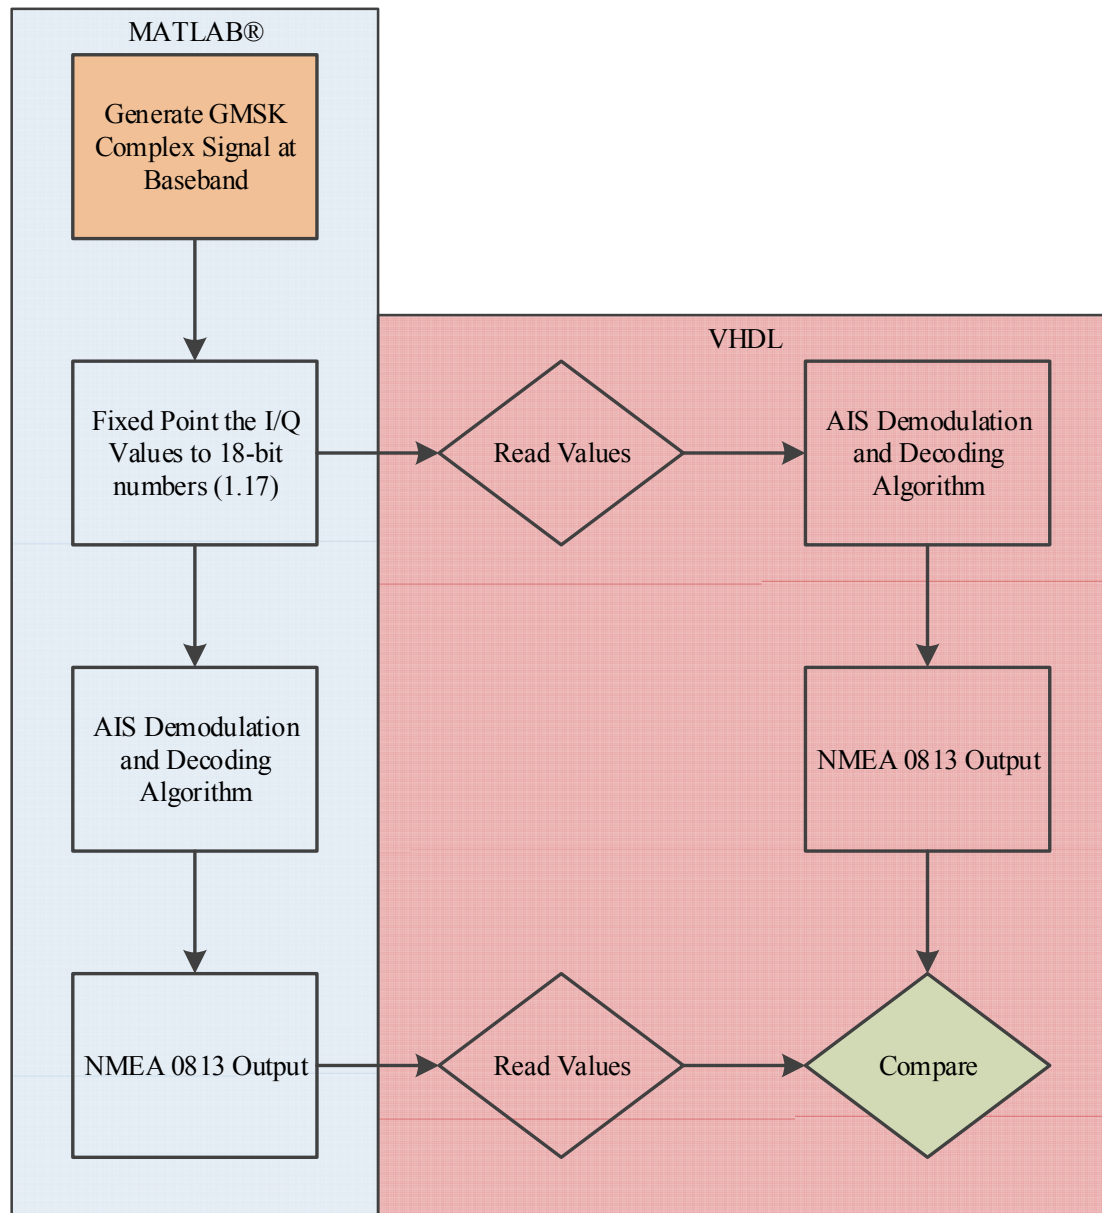 MATLAB®
Generate GMSK
Complex Signal at
Baseband
VHDL
Fixed Point the I/Q
Values to 18-bit
numbers (1.17)
Read Values
AIS Demodulation
and Decoding
Algorithm
AIS Demodulation
and Decoding
Algorithm
NMEA 0813 Output
NMEA 0813 Output
Read Values
Compare